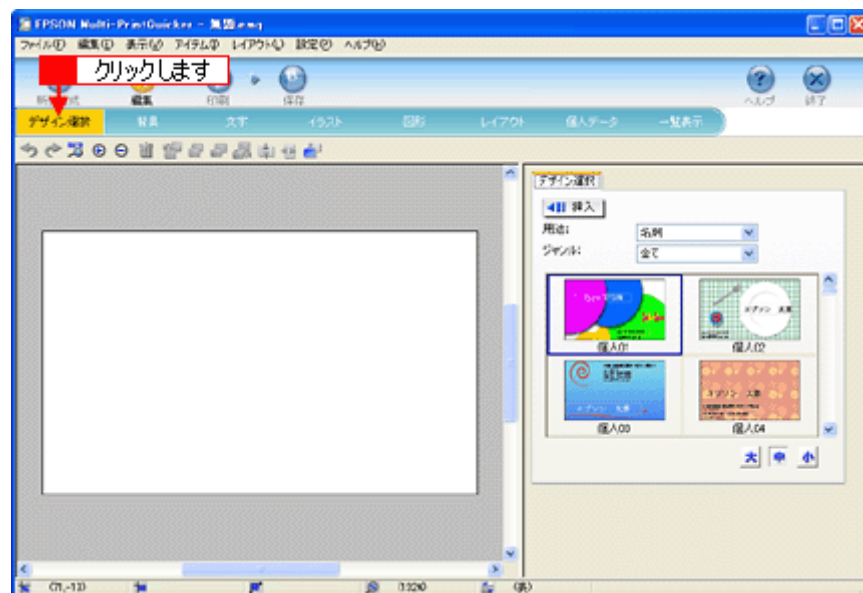 EPSON Multi-PrintQuicker - 無題.emq
ファイル(F) 編集(E) 表示(V) アイテム(I) レイアウト(L) 設定(O) ヘルプ(H)
クリックします
編集 印刷 保存 ヘルプ 終了
デザイン選択 背景 文字 イラスト 図形 レイアウト 個人データ 一覧表示
デザイン選択
挿入
用途: 名刺
ジャンル: 全て
個人01 個人02
個人03 個人04
大 中 小